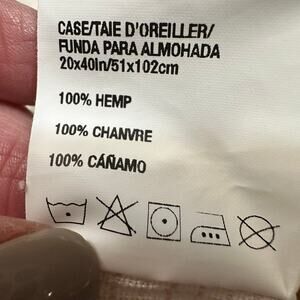 CASE/TAIE D'OREILLER/
FUNDA PARA ALMOHADA
20x40in/51x102cm
100% HEMP
100% CHANVRE
100% CÁÑAMO